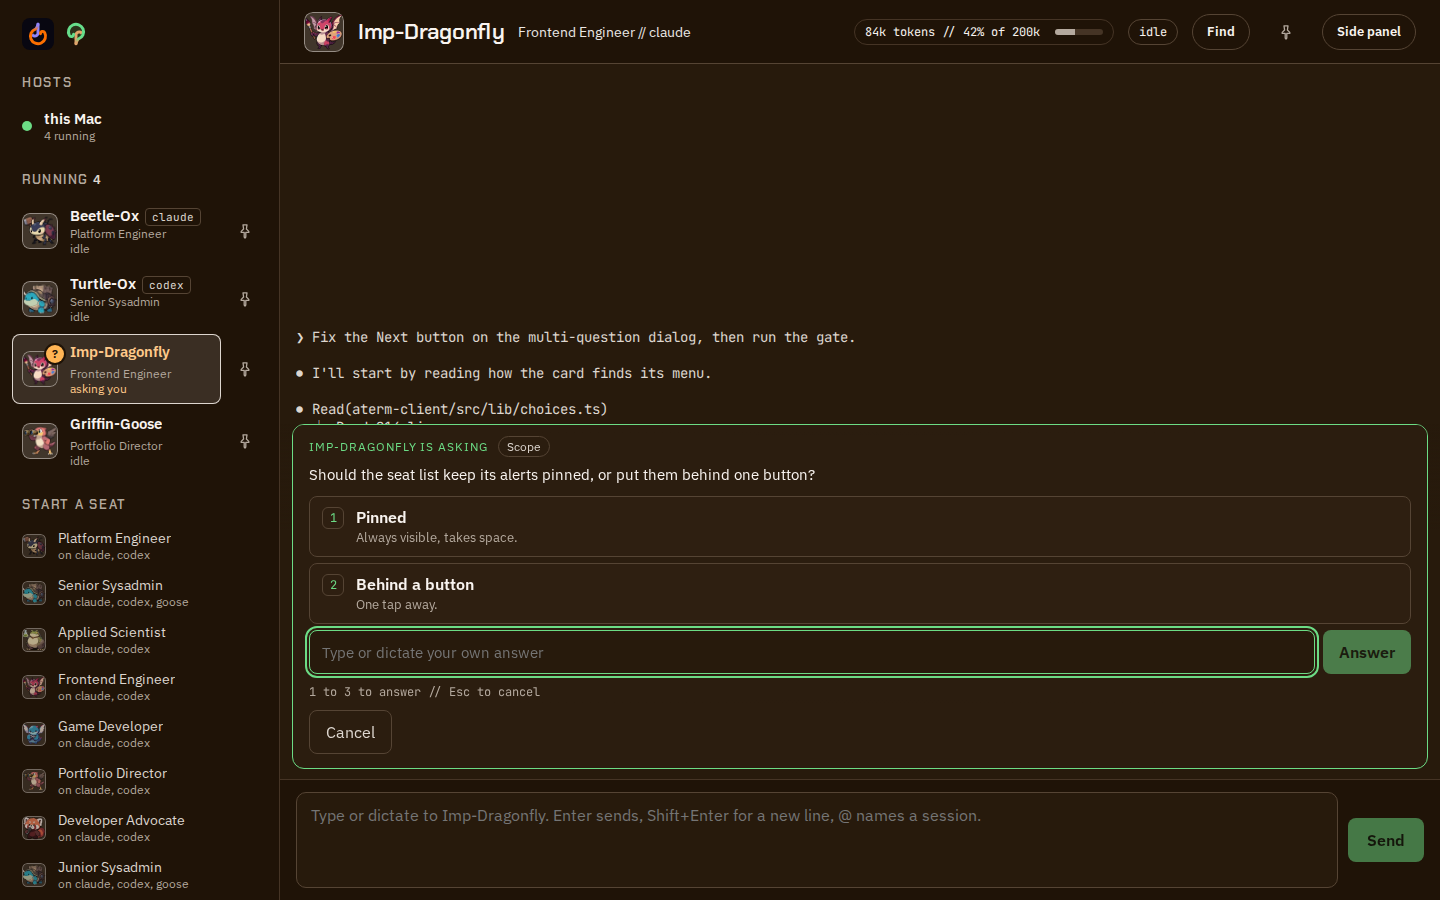 HOSTS
this Mac
4 running
RUNNING 4
Beetle-Ox claude
Platform Engineer
idle
Turtle-Ox codex
Senior Sysadmin
idle
?
Imp-Dragonfly
Frontend Engineer
asking you
Griffin-Goose
Portfolio Director
idle
START A SEAT
Platform Engineer
on claude, codex
Senior Sysadmin
on claude, codex, goose
Applied Scientist
on claude, codex
Frontend Engineer
on claude, codex
Game Developer
on claude, codex
Portfolio Director
on claude, codex
Developer Advocate
on claude, codex
Junior Sysadmin
on claude, codex, goose
Imp-Dragonfly Frontend Engineer // claude 84k tokens // 42% of 200k idle Find Side panel
❯ Fix the Next button on the multi-question dialog, then run the gate.
● I'll start by reading how the card finds its menu.
● Read(aterm-client/src/lib/choices.ts)
IMP-DRAGONFLY IS ASKING Scope
Should the seat list keep its alerts pinned, or put them behind one button?
1 Pinned
Always visible, takes space.
2 Behind a button
One tap away.
Type or dictate your own answer Answer
1 to 3 to answer // Esc to cancel
Cancel
Type or dictate to Imp-Dragonfly. Enter sends, Shift+Enter for a new line, @ names a session.
Send